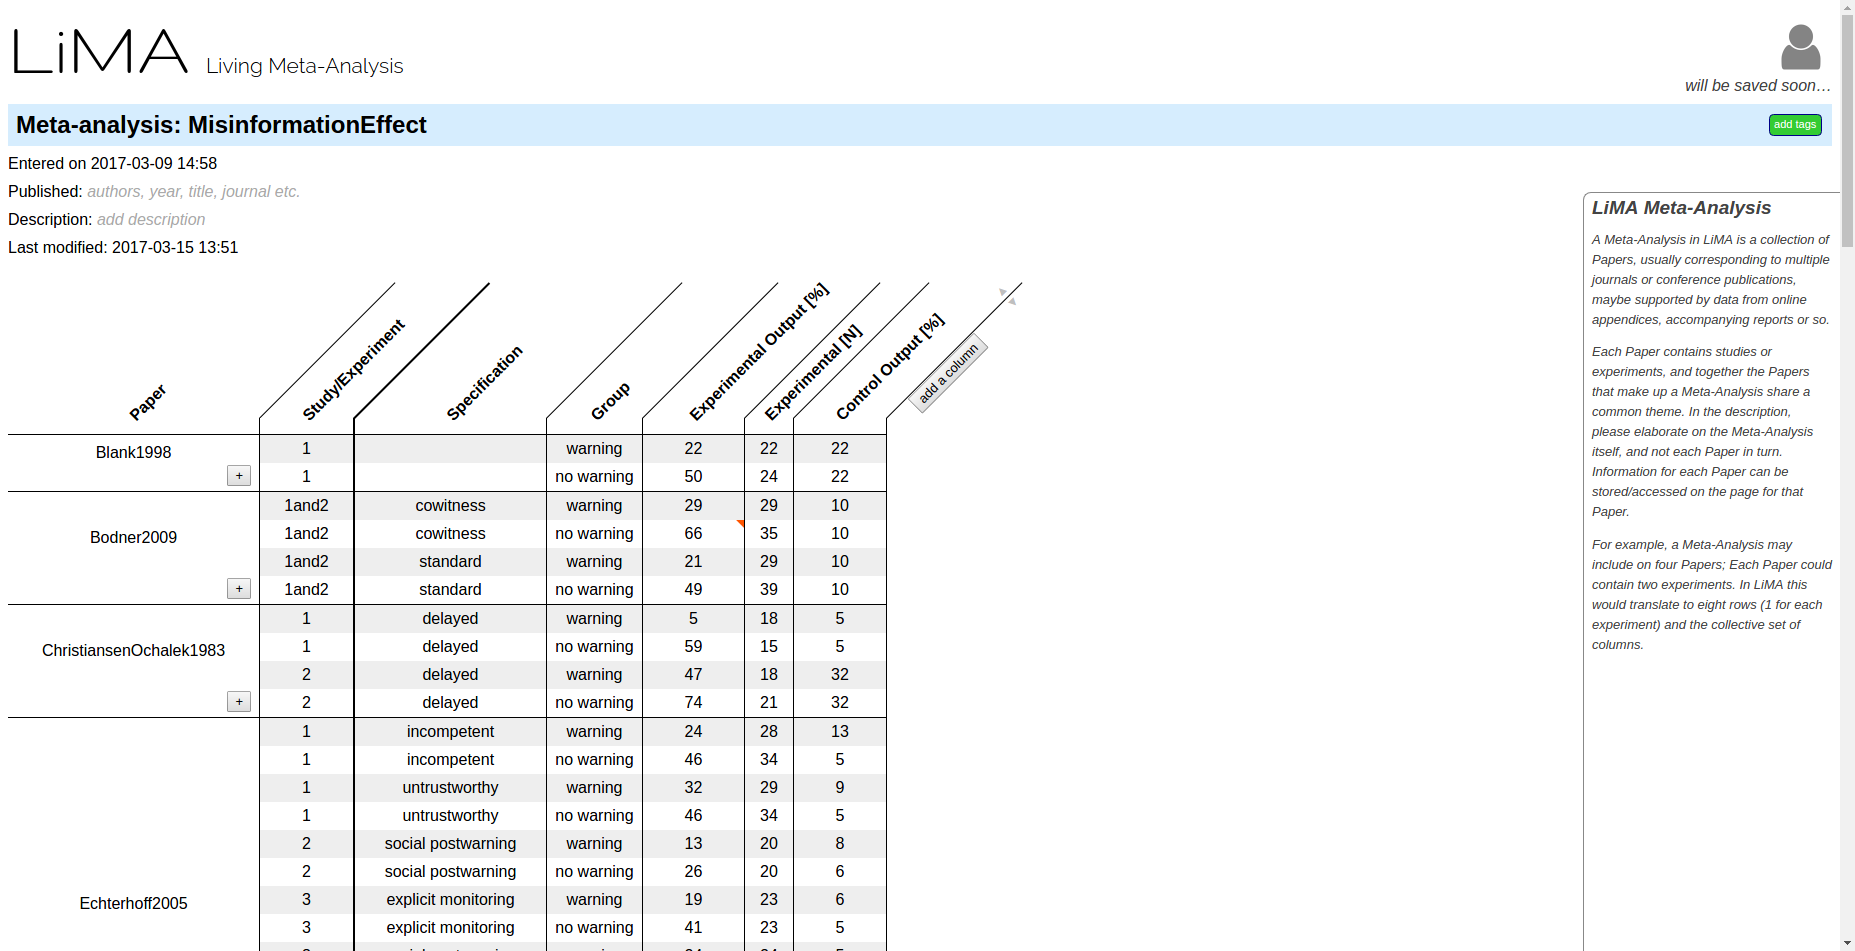 LiMA Living Meta-Analysis
will be saved soon…
Meta-analysis: MisinformationEffect
add tags
Entered on 2017-03-09 14:58
Published: authors, year, title, journal etc.
Description: add description
Last modified: 2017-03-15 13:51
Paper Study/Experiment Specification Group Experimental Output [%] Experimental [N] Control Output [%] add a column
Blank1998
1 warning 22 22 22
1 no warning 50 24 22
+
Bodner2009
1and2 cowitness warning 29 29 10
1and2 cowitness no warning 66 35 10
1and2 standard warning 21 29 10
1and2 standard no warning 49 39 10
+
ChristiansenOchalek1983
1 delayed warning 5 18 5
1 delayed no warning 59 15 5
2 delayed warning 47 18 32
2 delayed no warning 74 21 32
+
Echterhoff2005
1 incompetent warning 24 28 13
1 incompetent no warning 46 34 5
1 untrustworthy warning 32 29 9
1 untrustworthy no warning 46 34 5
2 social postwarning warning 13 20 8
2 social postwarning no warning 26 20 6
3 explicit monitoring warning 19 23 6
3 explicit monitoring no warning 41 23 5
LiMA Meta-Analysis
A Meta-Analysis in LiMA is a collection of
Papers, usually corresponding to multiple
journals or conference publications,
maybe supported by data from online
appendices, accompanying reports or so.
Each Paper contains studies or
experiments, and together the Papers
that make up a Meta-Analysis share a
common theme. In the description,
please elaborate on the Meta-Analysis
itself, and not each Paper in turn.
Information for each Paper can be
stored/accessed on the page for that
Paper.
For example, a Meta-Analysis may
include on four Papers; Each Paper could
contain two experiments. In LiMA this
would translate to eight rows (1 for each
experiment) and the collective set of
columns.